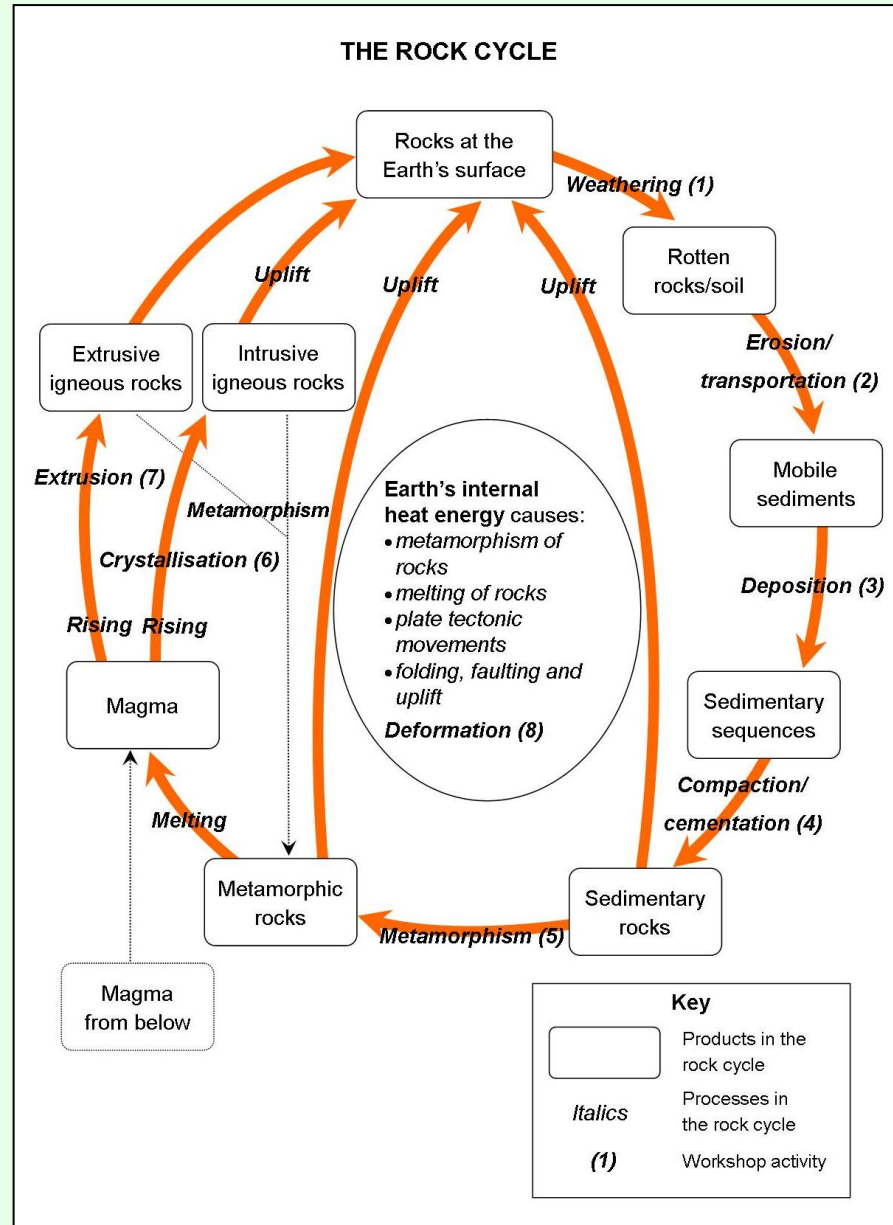 THE ROCK CYCLE
Rocks at the
Earth's surface
Weathering (1)
Rotten
rocks/soil
Uplift
Uplift
Uplift
Extrusive
igneous rocks
Intrusive
igneous rocks
Erosion/
transportation (2)
Mobile
sediments
Extrusion (7)
Metamorphism
Crystallisation (6)
Earth's internal
heat energy causes:
• metamorphism of
rocks
• melting of rocks
• plate tectonic
movements
• folding, faulting and
uplift
Deformation (8)
Deposition (3)
Rising
Rising
Magma
Sedimentary
sequences
Compaction/
cementation (4)
Melting
Metamorphic
rocks
Metamorphism (5)
Sedimentary
rocks
Magma
from below
Key
Products in the
rock cycle
Italics
Processes in
the rock cycle
(1)
Workshop activity